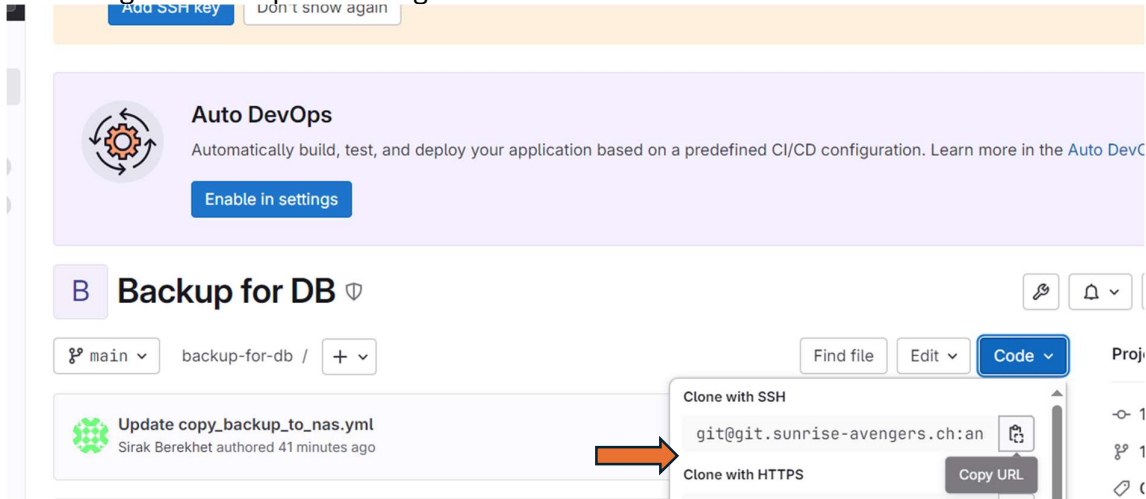 Add SSH key Don't show again
Auto DevOps
Automatically build, test, and deploy your application based on a predefined CI/CD configuration. Learn more in the Auto
Enable in settings
B Backup for DB
main backup-for-db / + Find file Edit Code
Clone with SSH
Update copy_backup_to_nas.yml
git@git.sunrise-avengers.ch:an
Sirak Berekhet authored 41 minutes ago
Clone with HTTPS Copy URL